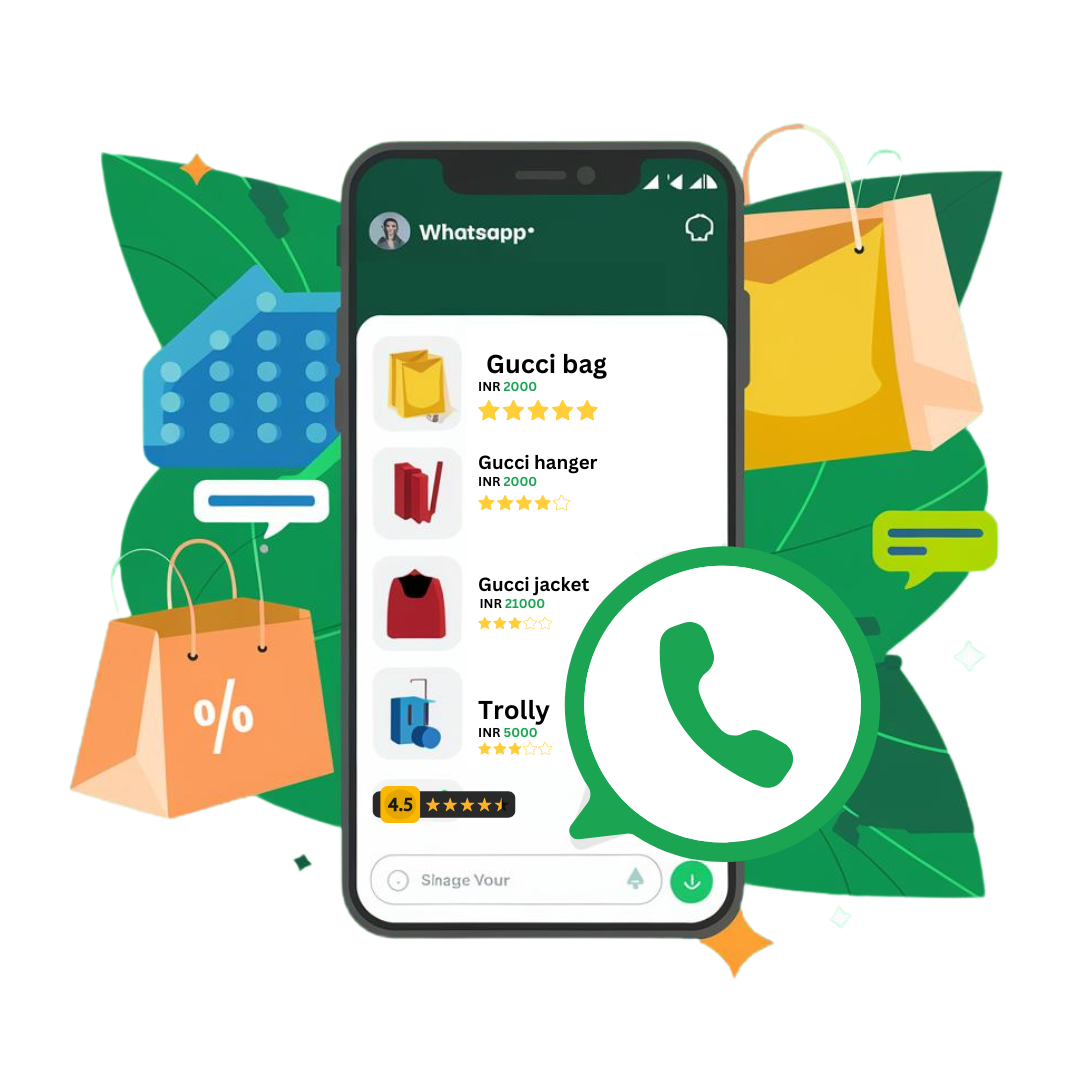 Whatsapp
Gucci bag
INR 2000
Gucci hanger
INR 2000
Gucci jacket
INR 21000
Trolly
INR 5000
4.5
Slnage Vour
%